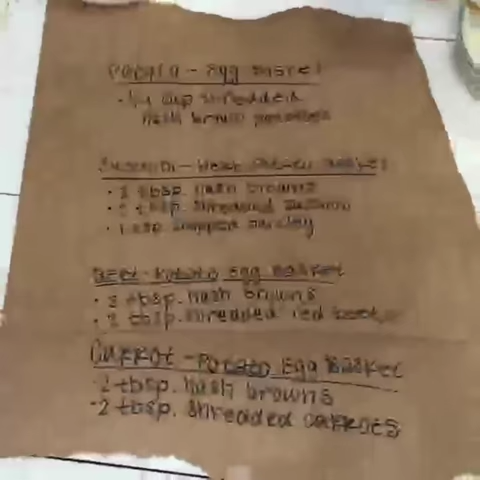 Potato - Egg Basket
- 1/4 cup shredded
hash brown potatoes
Potato Basket
• 2 tbsp. hash browns
• 2 tbsp. shredded zucchini
• 1 tsp chopped parsley
Beet - Potato Egg Basket
• 2 tbsp. hash browns
• 2 tbsp. shredded red beets
Carrot - Potato Egg Basket
- 2 tbsp. hash browns
- 2 tbsp. shredded carrots